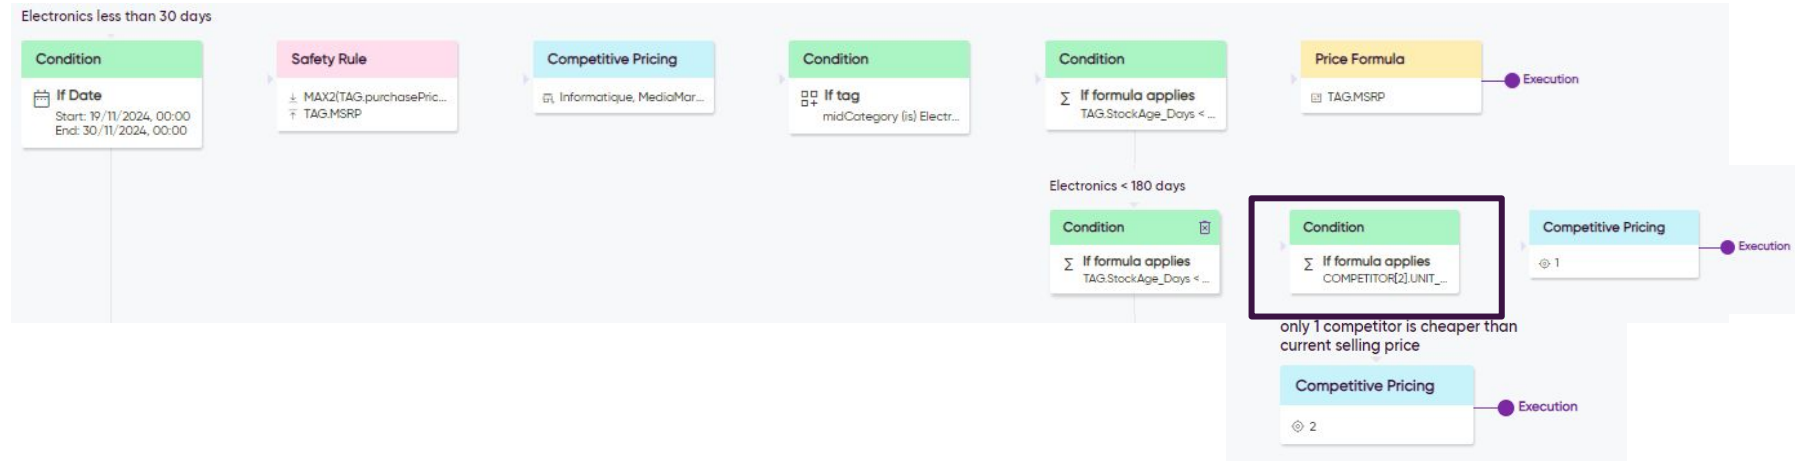 Electronics less than 30 days
Condition
If Date
Start: 19/11/2024, 00:00
End: 30/11/2024, 00:00
Safety Rule
MAX2(TAG.purchasePric...
TAG.MSRP
Competitive Pricing
Informatique, MediaMar...
Condition
If tag
midCategory (is) Electr...
Condition
If formula applies
TAG.StockAge_Days < ...
Price Formula
TAG.MSRP
Execution
Electronics < 180 days
Condition
If formula applies
TAG.StockAge_Days < ...
Condition
If formula applies
COMPETITOR[2].UNIT_...
Competitive Pricing
1
Execution
only 1 competitor is cheaper than
current selling price
Competitive Pricing
2
Execution